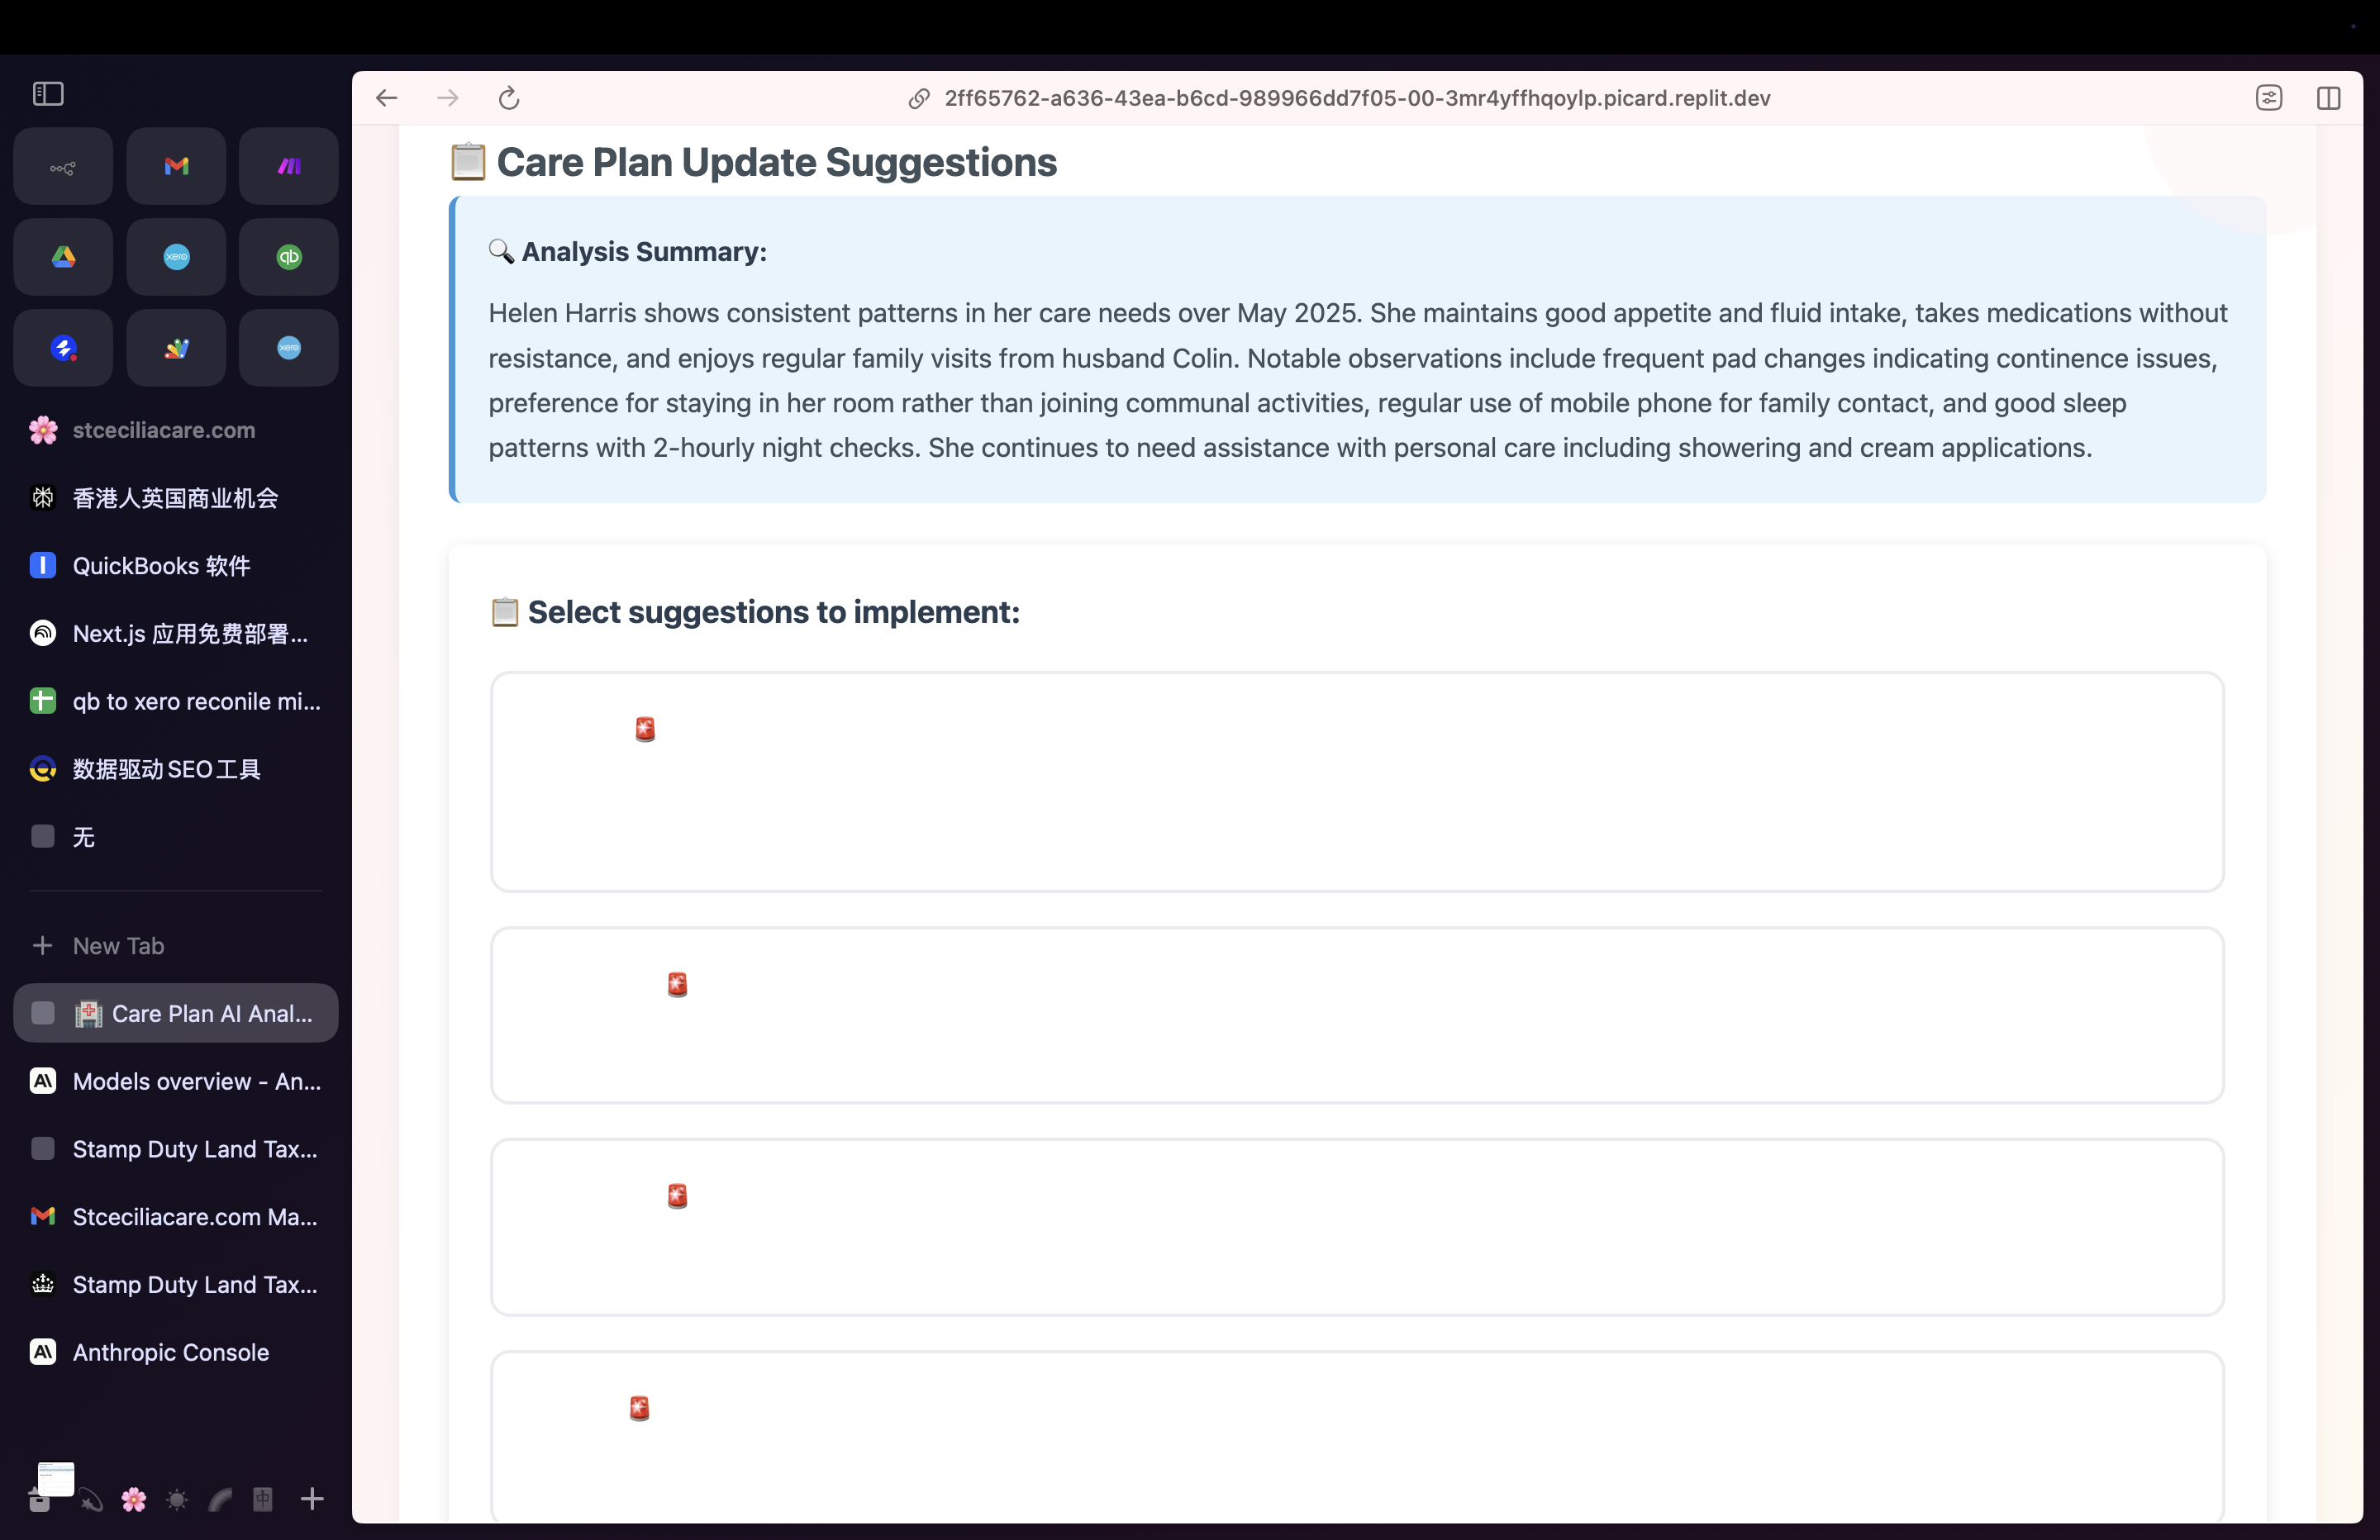 2ff65762-a636-43ea-b6cd-989966dd7f05-00-3mr4yffhqoylp.picard.replit.dev
xero
qb
xero
stceciliacare.com
香港人英国商业机会
QuickBooks 软件
Next.js 应用免费部署...
qb to xero reconile mi...
数据驱动SEO工具
无
New Tab
Care Plan AI Anal...
Models overview - An...
Stamp Duty Land Tax...
Stceciliacare.com Ma...
Stamp Duty Land Tax...
Anthropic Console
Care Plan Update Suggestions
Analysis Summary:
Helen Harris shows consistent patterns in her care needs over May 2025. She maintains good appetite and fluid intake, takes medications without
resistance, and enjoys regular family visits from husband Colin. Notable observations include frequent pad changes indicating continence issues,
preference for staying in her room rather than joining communal activities, regular use of mobile phone for family contact, and good sleep
patterns with 2-hourly night checks. She continues to need assistance with personal care including showering and cream applications.
Select suggestions to implement: